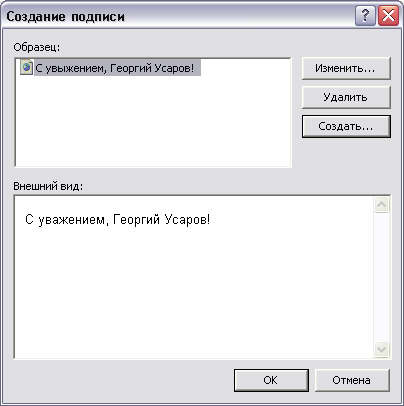 Создание подписи
Образец:
С увыжением, Георгий Усаров!
Изменить...
Удалить
Создать...
Внешний вид:
С уважением, Георгий Усаров!
ОК
Отмена